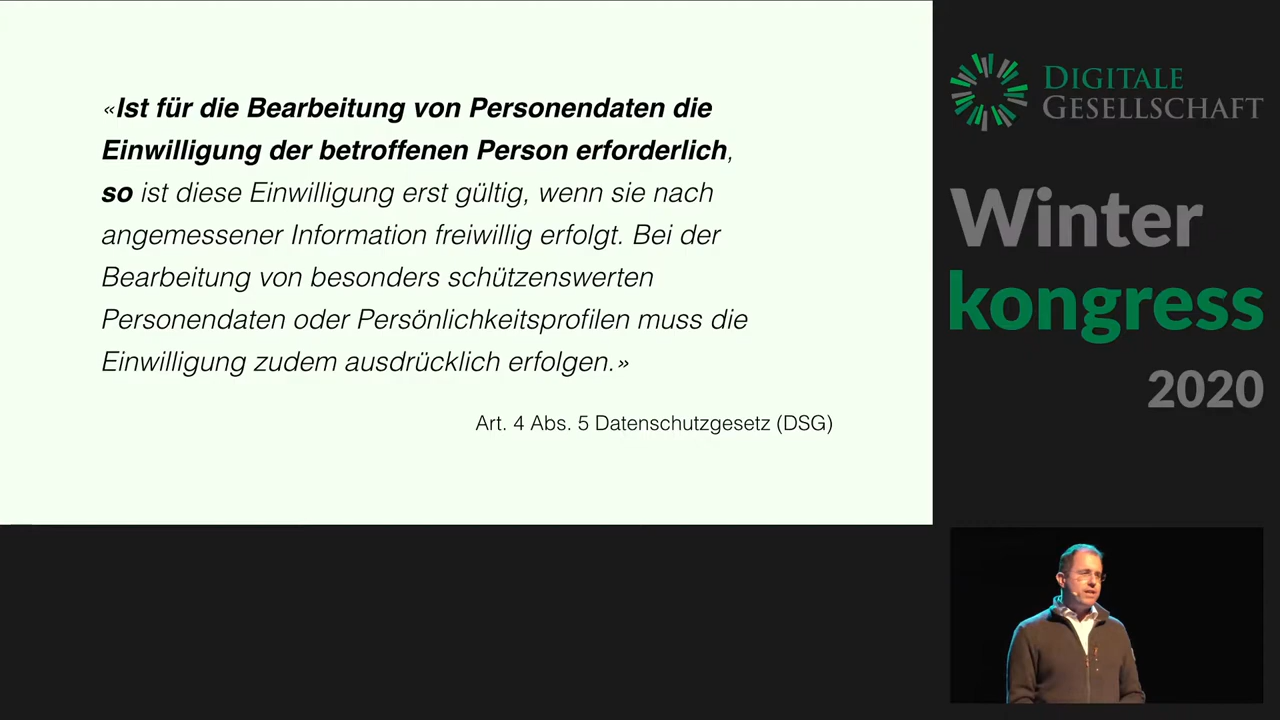 «Ist für die Bearbeitung von Personendaten die
Einwilligung der betroffenen Person erforderlich,
so ist diese Einwilligung erst gültig, wenn sie nach
angemessener Information freiwillig erfolgt. Bei der
Bearbeitung von besonders schützenswerten
Personendaten oder Persönlichkeitsprofilen muss die
Einwilligung zudem ausdrücklich erfolgen.»
Art. 4 Abs. 5 Datenschutzgesetz (DSG)
DIGITALE
GESELLSCHAFT
Winter
kongress
2020